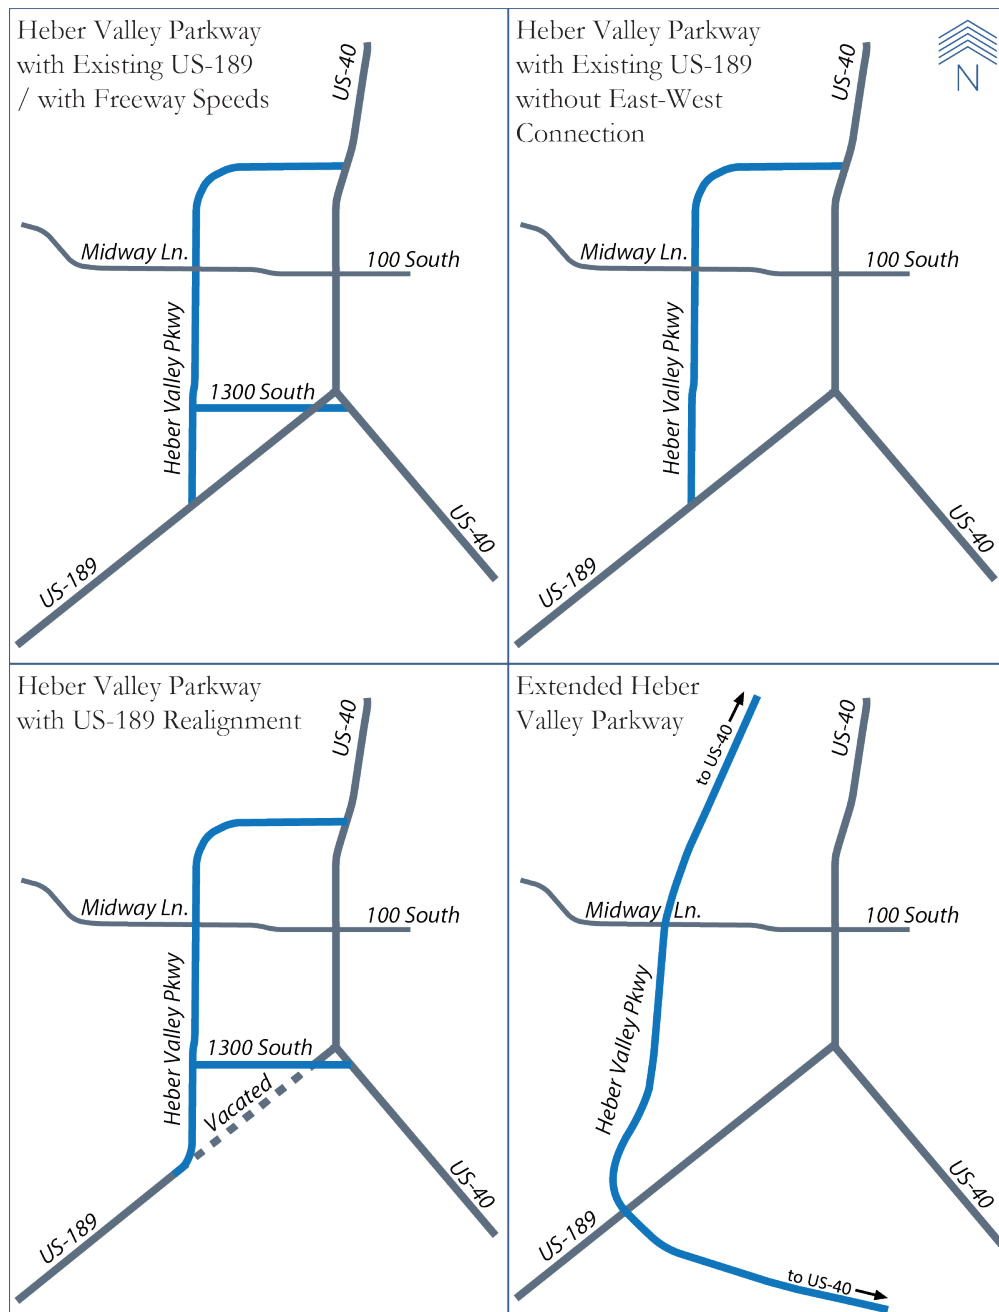 Heber Valley Parkway
with Existing US-189
/ with Freeway Speeds
US-40
Midway Ln.
100 South
Heber Valley Pkwy
1300 South
US-189
US-40
Heber Valley Parkway
with Existing US-189
without East-West
Connection
US-40
N
Midway Ln.
100 South
Heber Valley Pkwy
US-189
US-40
Heber Valley Parkway
with US-189 Realignment
US-40
Midway Ln.
100 South
Heber Valley Pkwy
1300 South
Vacated
US-189
US-40
Extended Heber
Valley Parkway
to US-40
US-40
Midway Ln.
100 South
Heber Valley Pkwy
US-189
US-40
to US-40